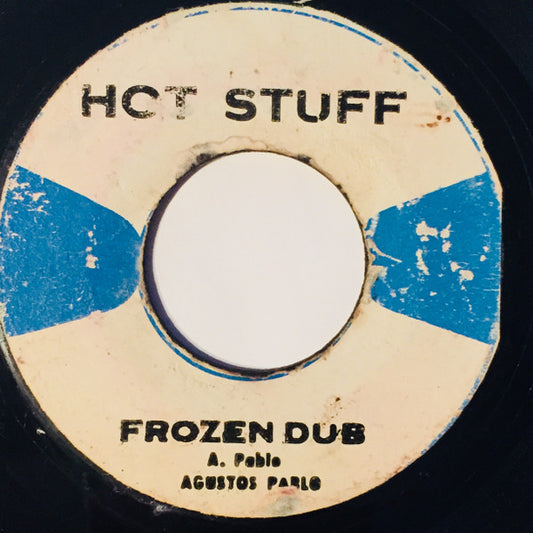 HOT STUFF
FROZEN DUB
A. Pablo
AGUSTOS PABLO